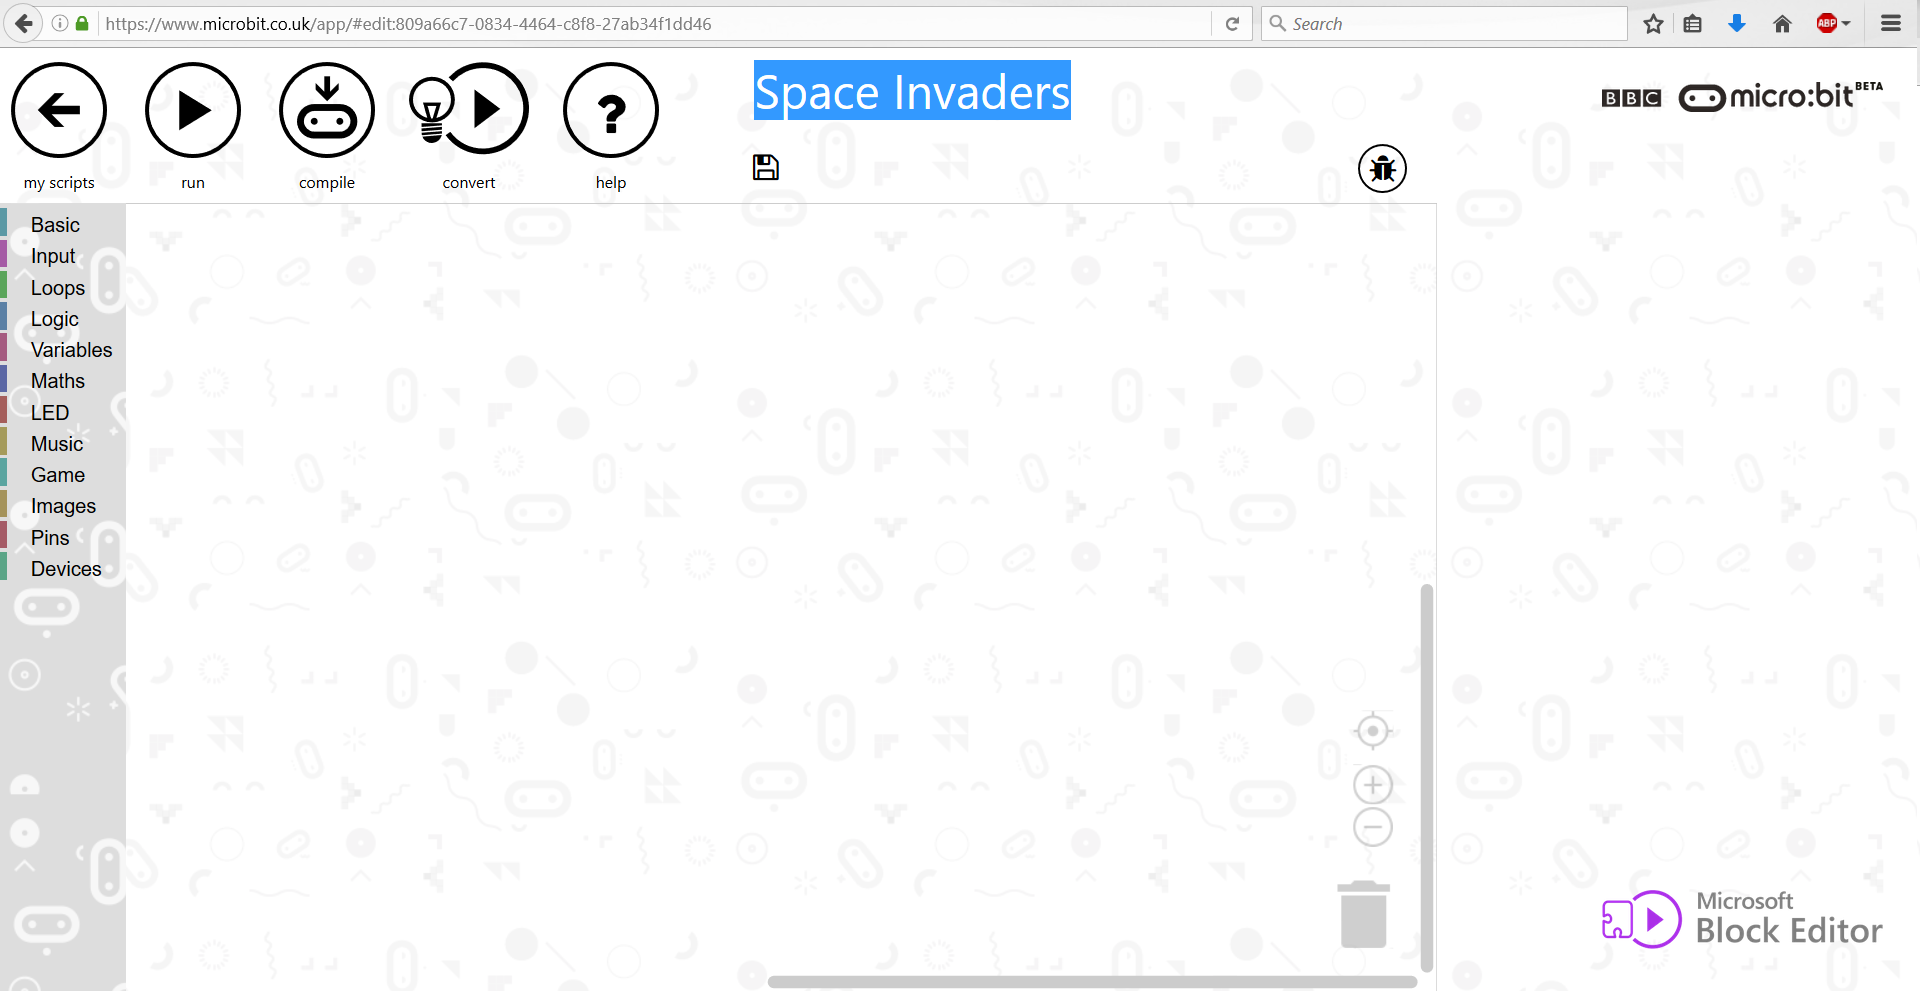 https://www.microbit.co.uk/app/#edit:809a66c7-0834-4464-c8f8-27ab34f1dd46
Search
ABP
my scripts
run
compile
convert
help
Space Invaders
BBC micro:bit BETA
Basic
Input
Loops
Logic
Variables
Maths
LED
Music
Game
Images
Pins
Devices
Microsoft
Block Editor